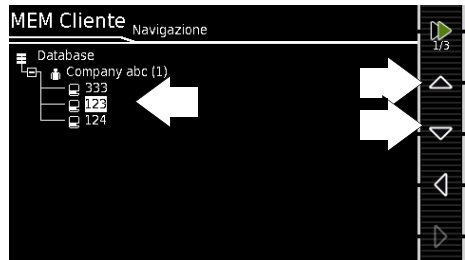 MEM Cliente Navigazione
1/3
Database
Company abc (1)
333
123
124